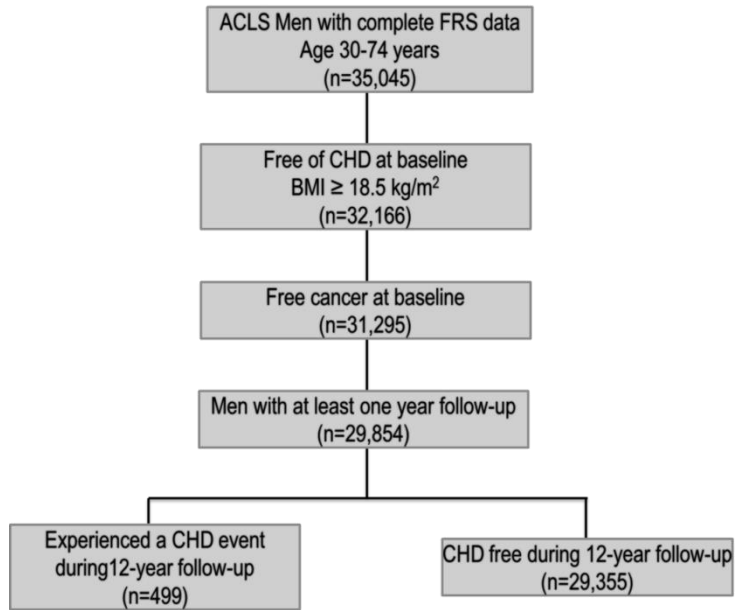 ACLS Men with complete FRS data
Age 30-74 years
(n=35,045)
Free of CHD at baseline
BMI ≥ 18.5 kg/m²
(n=32,166)
Free cancer at baseline
(n=31,295)
Men with at least one year follow-up
(n=29,854)
Experienced a CHD event
during12-year follow-up
(n=499)
CHD free during 12-year follow-up
(n=29,355)